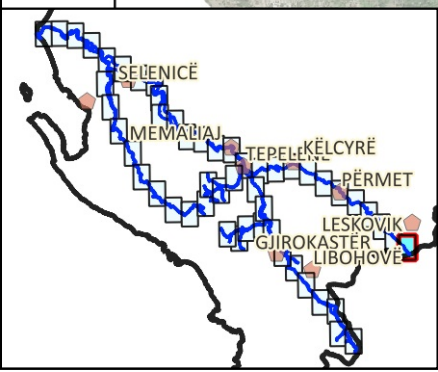 SELENICË
MEMALIAJ
TEPELENË
KËLCYRË
PËRMET
LESKOVIK
GJIROKASTËR
LIBOHOVË